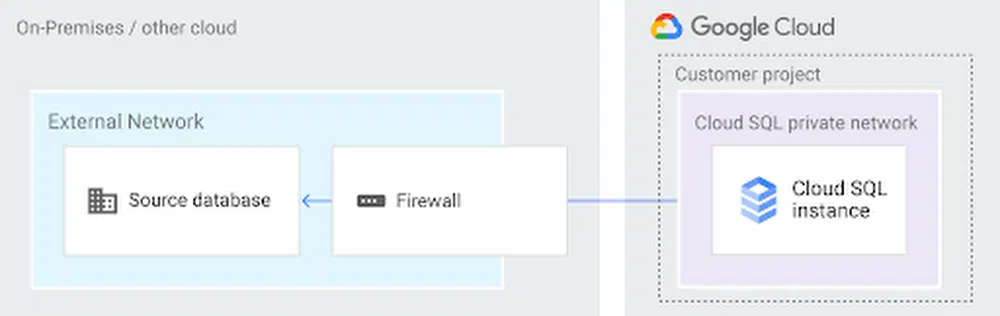 On-Premises / other cloud
Google Cloud
Customer project
External Network
Cloud SQL private network
Source database
Firewall
Cloud SQL
instance